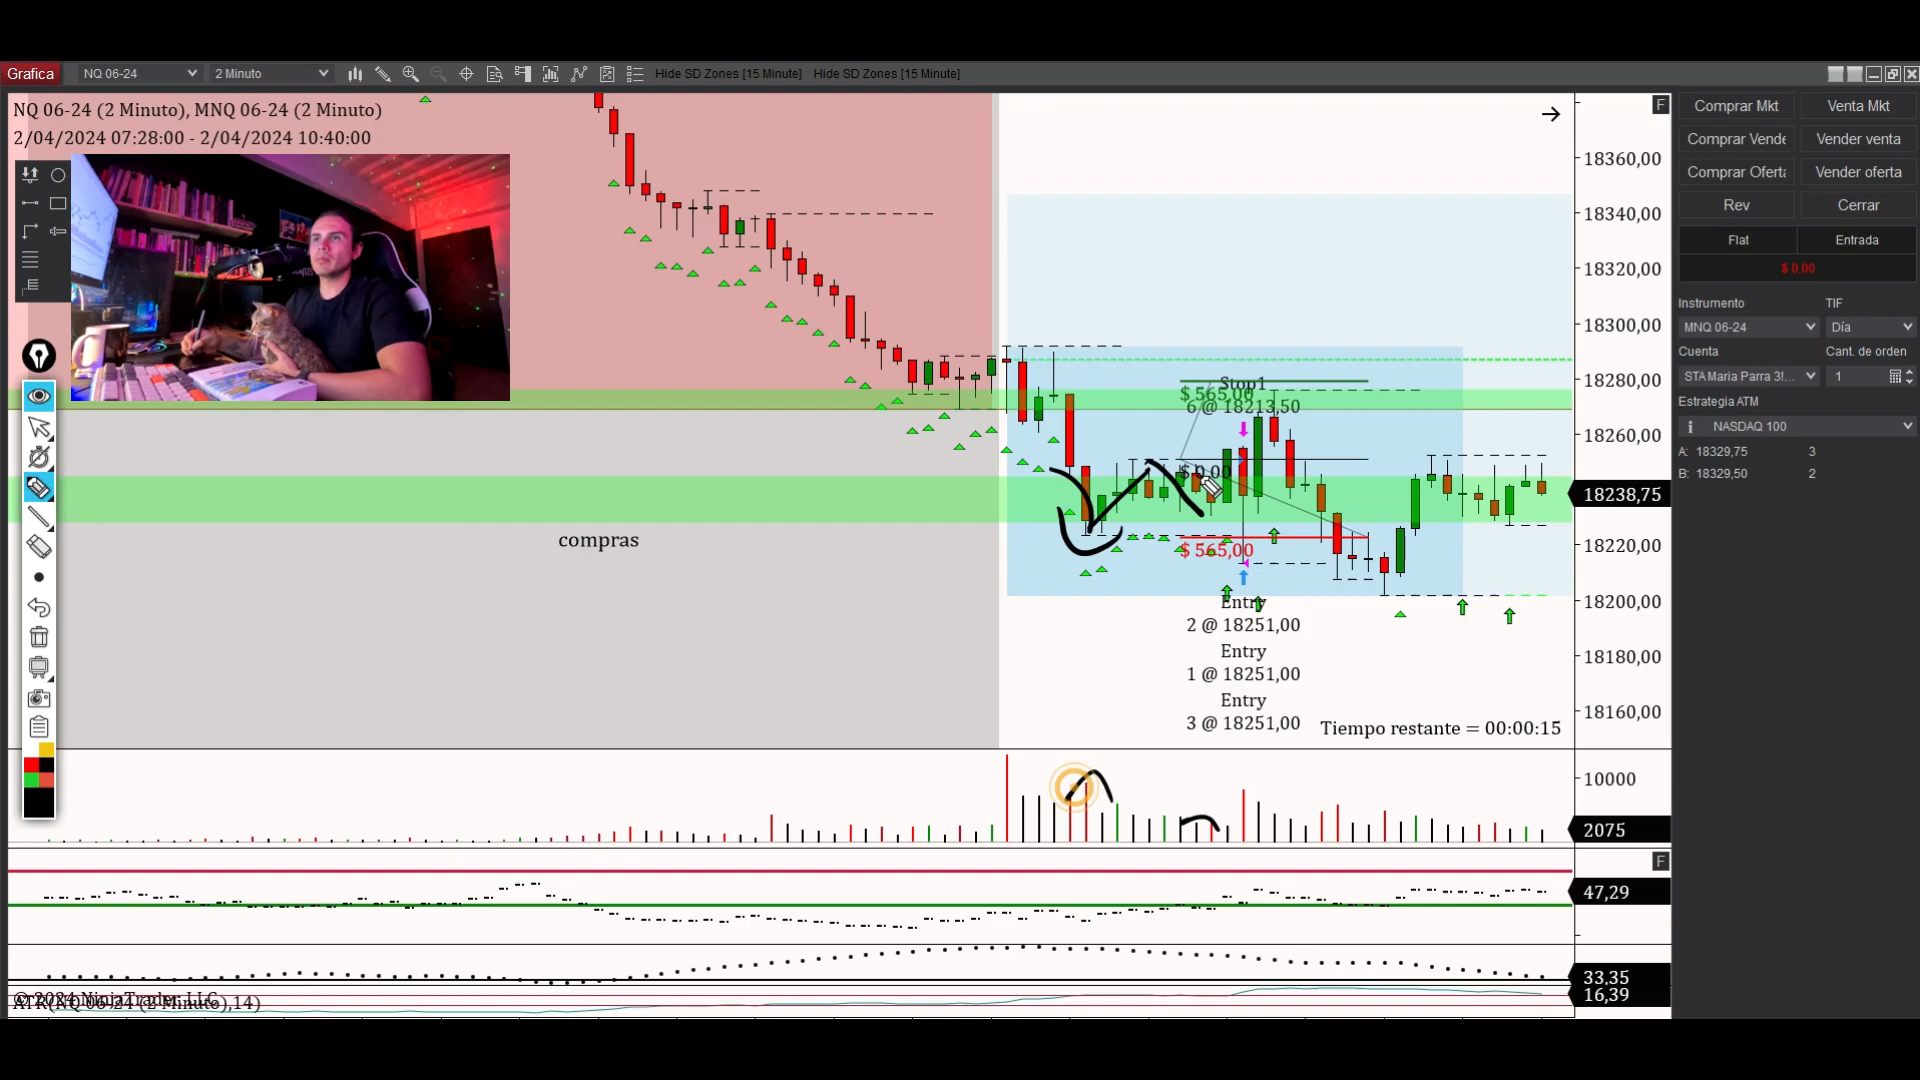 Grafica
NQ 06-24
2 Minuto
Hide SD Zones [15 Minute]
Hide SD Zones [15 Minute]
NQ 06-24 (2 Minuto), MNQ 06-24 (2 Minuto)
2/04/2024 07:28:00 - 2/04/2024 10:40:00
F
Comprar Mkt
Venta Mkt
Comprar Vende
Vender venta
Comprar Oferta
Vender oferta
Rev
Cerrar
Flat
Entrada
$ 0,00
Instrumento
TIF
MNQ 06-24
Día
Cuenta
Cant. de orden
STAMaria Parra 3!...
1
Estrategia ATM
i
NASDAQ 100
A: 18329,75
3
B: 18329,50
2
18360,00
18340,00
18320,00
18300,00
18280,00
18260,00
18238,75
18220,00
18200,00
18180,00
18160,00
Stop1
$ 565,00
6 @ 18213,50
$ 0,00
$ 565,00
compras
Entry
2 @ 18251,00
Entry
1 @ 18251,00
Entry
3 @ 18251,00
Tiempo restante = 00:00:15
10000
2075
F
47,29
33,35
16,39
© 2024 NinjaTrader, LLC
ATR(NQ 06-24 (2 Minuto),14)